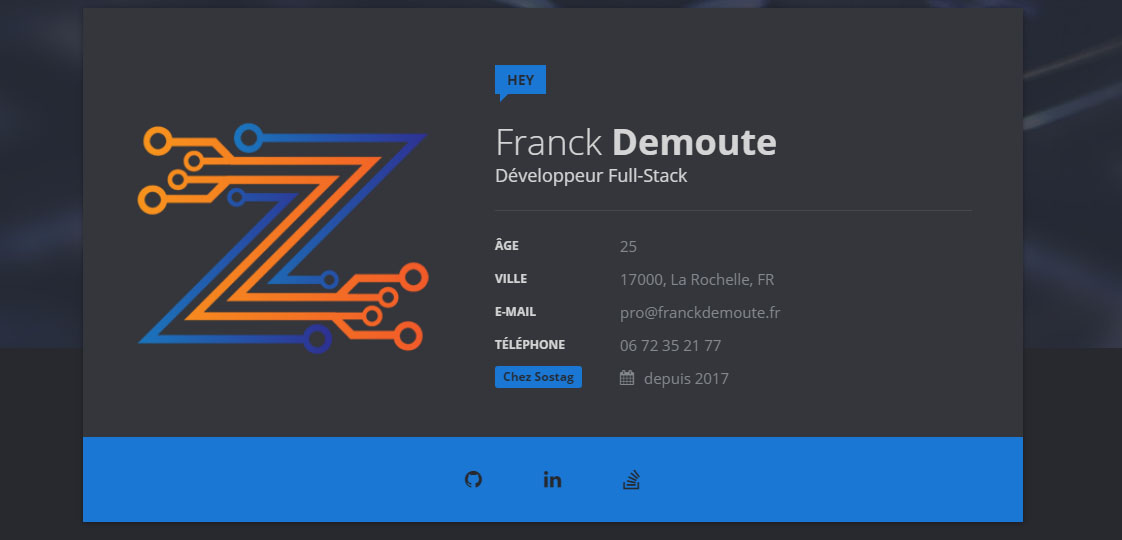 HEY
Franck Demoute
Développeur Full-Stack
ÂGE 25
VILLE 17000, La Rochelle, FR
E-MAIL pro@franckdemoute.fr
TÉLÉPHONE 06 72 35 21 77
Chez Sostag depuis 2017